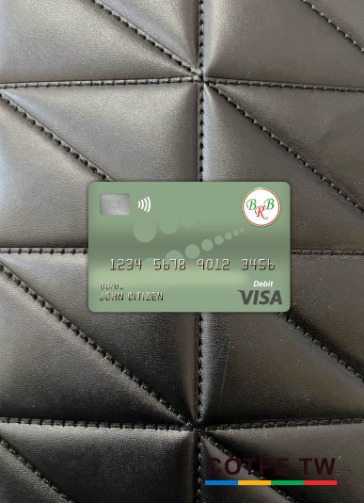 BRB
1234 5678 9012 3456
JOHN CITIZEN
Debit
VISA
COTPE TW